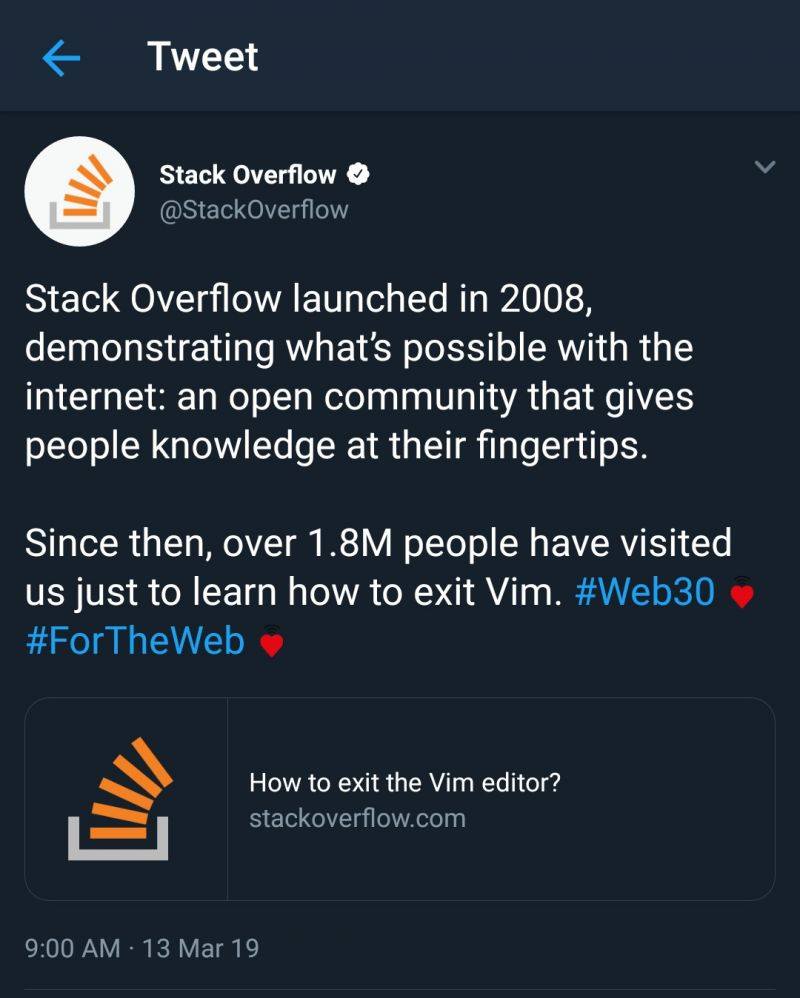 Tweet
Stack Overflow
@StackOverflow
Stack Overflow launched in 2008,
demonstrating what’s possible with the
internet: an open community that gives
people knowledge at their fingertips.
Since then, over 1.8M people have visited
us just to learn how to exit Vim. #Web30
#ForTheWeb
How to exit the Vim editor?
stackoverflow.com
9:00 AM · 13 Mar 19